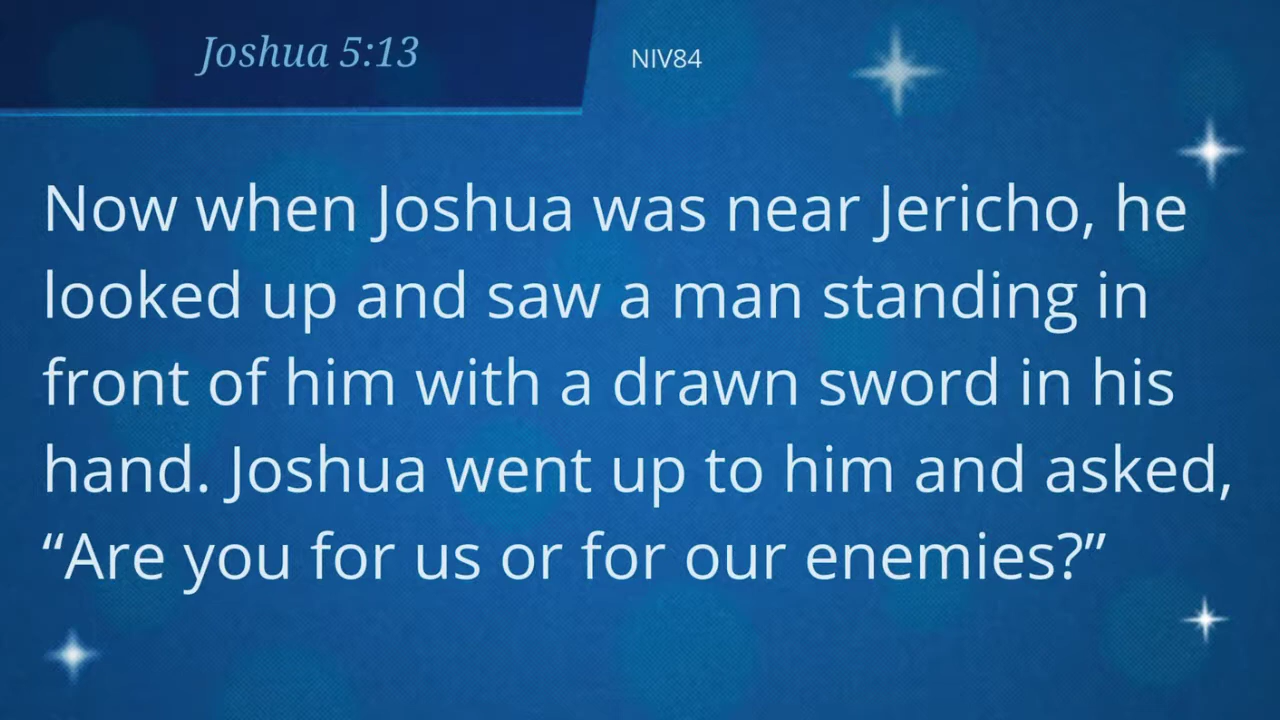 Joshua 5:13
NIV84
Now when Joshua was near Jericho, he
looked up and saw a man standing in
front of him with a drawn sword in his
hand. Joshua went up to him and asked,
“Are you for us or for our enemies?”